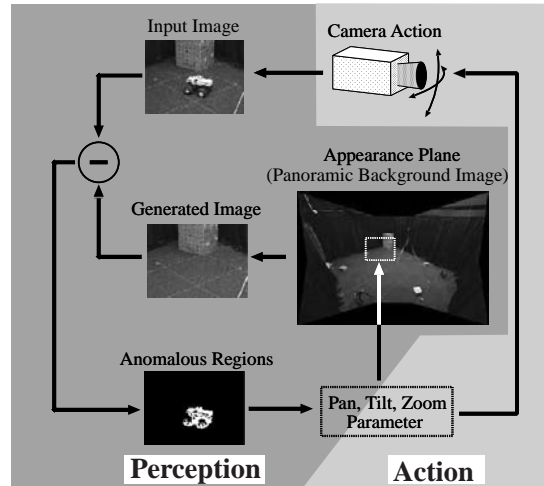 Input Image
Camera Action
Appearance Plane
(Panoramic Background Image)
Generated Image
Anomalous Regions
Pan, Tilt, Zoom
Parameter
Perception
Action